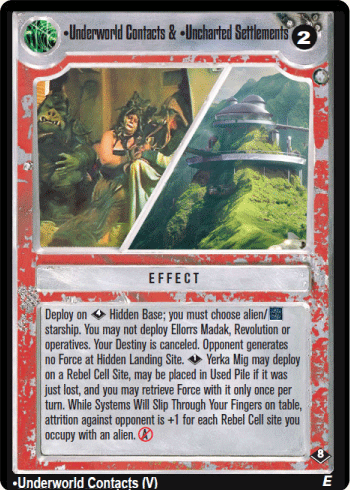 •Underworld Contacts & •Uncharted Settlements
2
EFFECT
Deploy on Hidden Base; you must choose alien/
starship. You may not deploy Ellorrs Madak, Revolution or
operatives. Your Destiny is canceled. Opponent generates
no Force at Hidden Landing Site. Yerka Mig may deploy
on a Rebel Cell Site, may be placed in Used Pile if it was
just lost, and you may retrieve Force with it only once per
turn. While Systems Will Slip Through Your Fingers on table,
attrition against opponent is +1 for each Rebel Cell site you
occupy with an alien.
8
•Underworld Contacts (V)
E